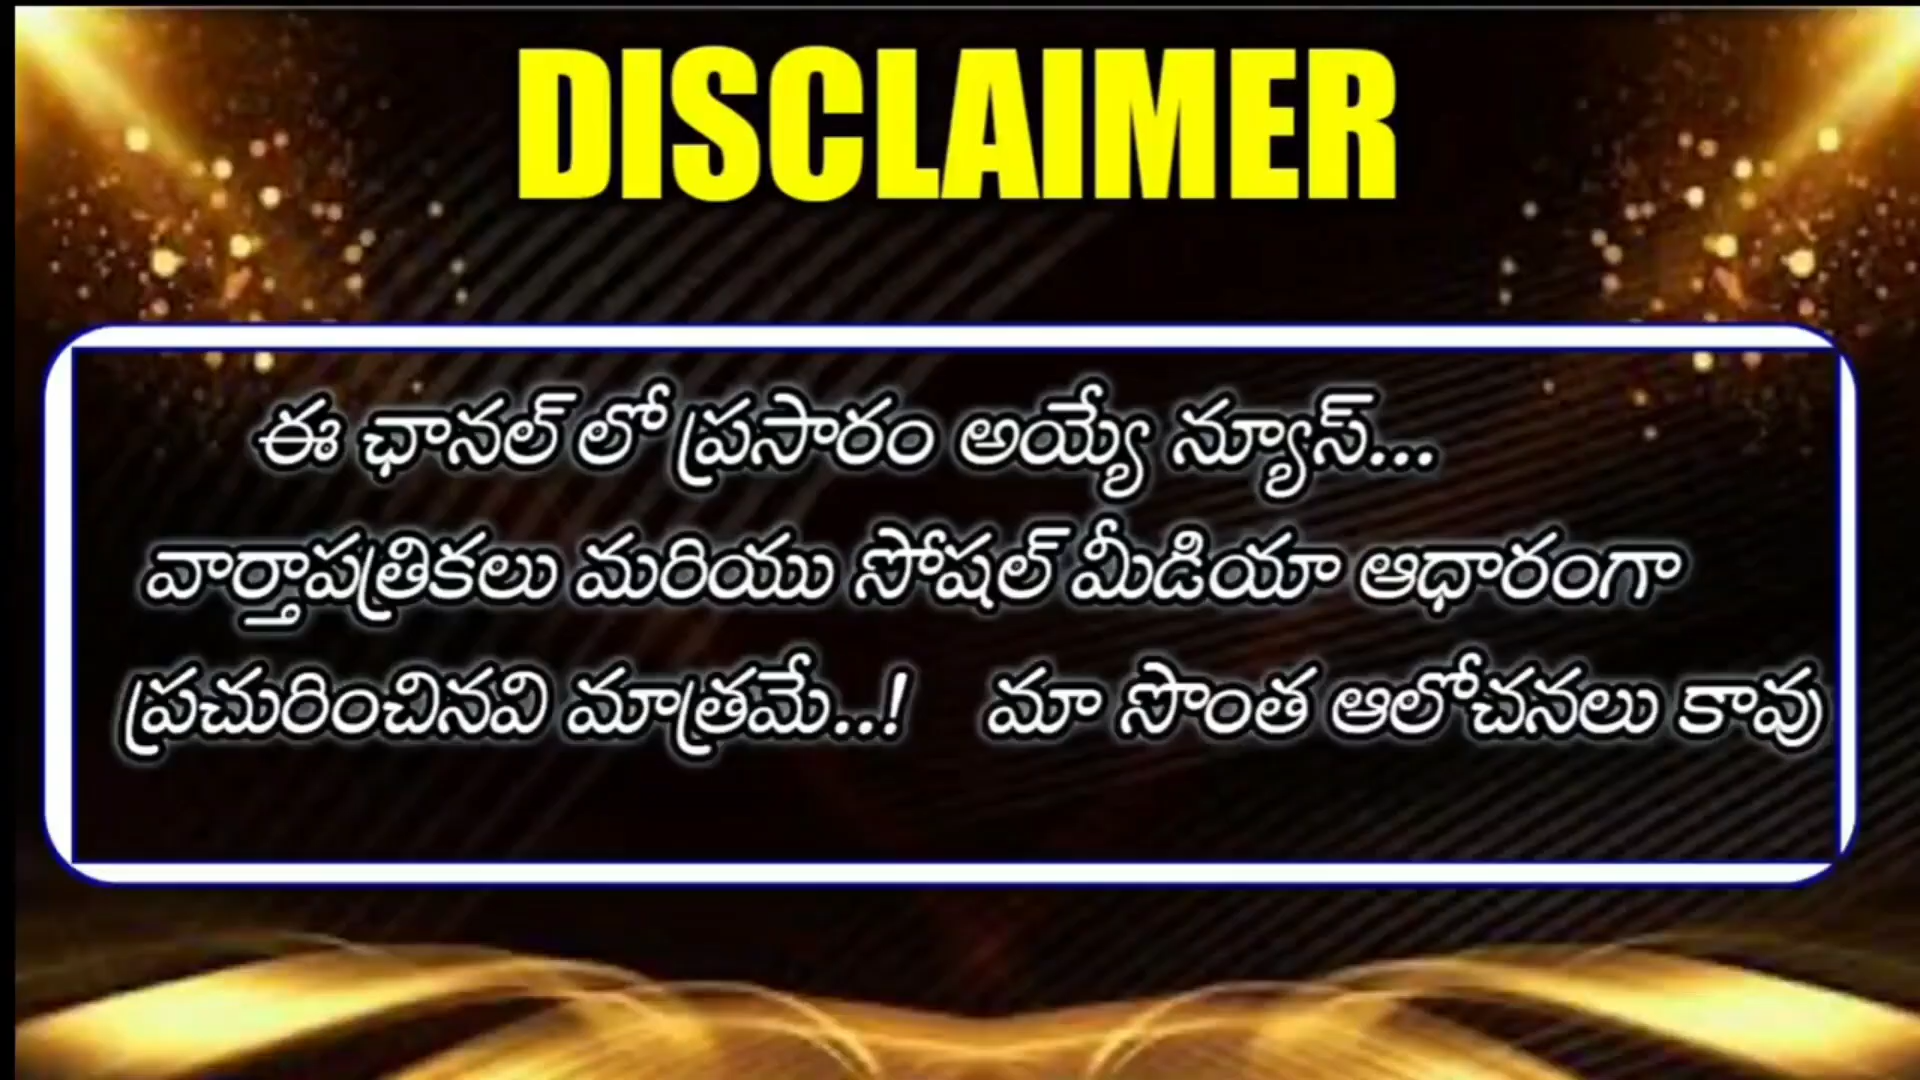 DISCLAIMER
ఈ ఛానల్ లో ప్రసారం అయ్యే న్యూస్...
వార్తాపత్రికలు మరియు సోషల్ మీడియా ఆధారంగా
ప్రచురించినవి మాత్రమే..! మా సొంత ఆలోచనలు కావు